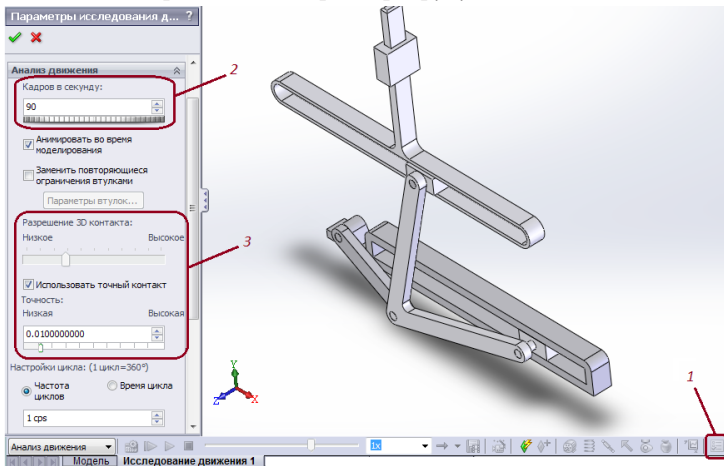 Параметры исследования д... ?
Анализ движения
Кадров в секунду:
90
Анимировать во время
моделирования
Заменить повторяющиеся
ограничения втулками
Параметры втулок...
Разрешение 3D контакта:
Низкое Высокое
Использовать точный контакт
Точность:
Низкая Высокая
0.0100000000
Настройки цикла: (1 цикл=360°)
Частота
циклов
Время цикла
1 cps
2
3
1
Y
Z X
Анализ движения 1x
Модель Исследование движения 1